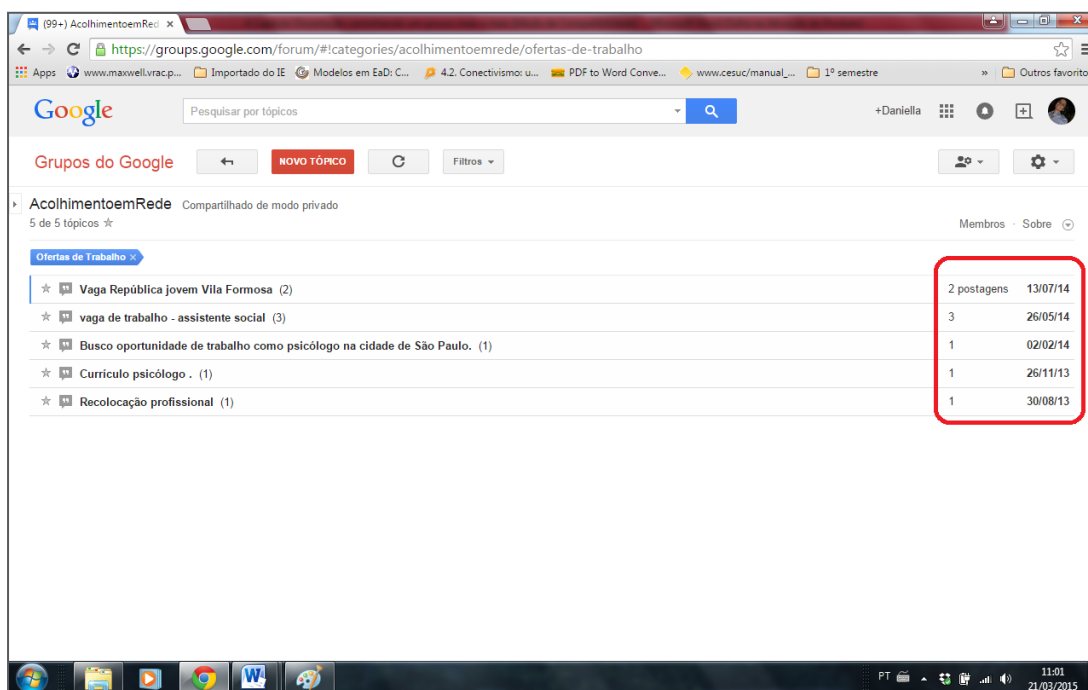 (99+) AcolhimentoemRed
https://groups.google.com/forum/#!categories/acolhimentoemrede/ofertas-de-trabalho
Apps www.maxwell.vrac.p... Importado do IE Modelos em EaD: C... 4.2. Conectivismo: u... PDF to Word Conve... www.cesuc/manual_... 1º semestre » Outros favorito
Google Pesquisar por tópicos +Daniella
Grupos do Google NOVO TÓPICO Filtros
AcolhimentoemRede Compartilhado de modo privado
5 de 5 tópicos Membros · Sobre
Ofertas de Trabalho ×
Vaga República jovem Vila Formosa (2) 2 postagens 13/07/14
vaga de trabalho - assistente social (3) 3 26/05/14
Busco oportunidade de trabalho como psicólogo na cidade de São Paulo. (1) 1 02/02/14
Currículo psicólogo . (1) 1 26/11/13
Recolocação profissional (1) 1 30/08/13
PT 11:01
21/03/2015